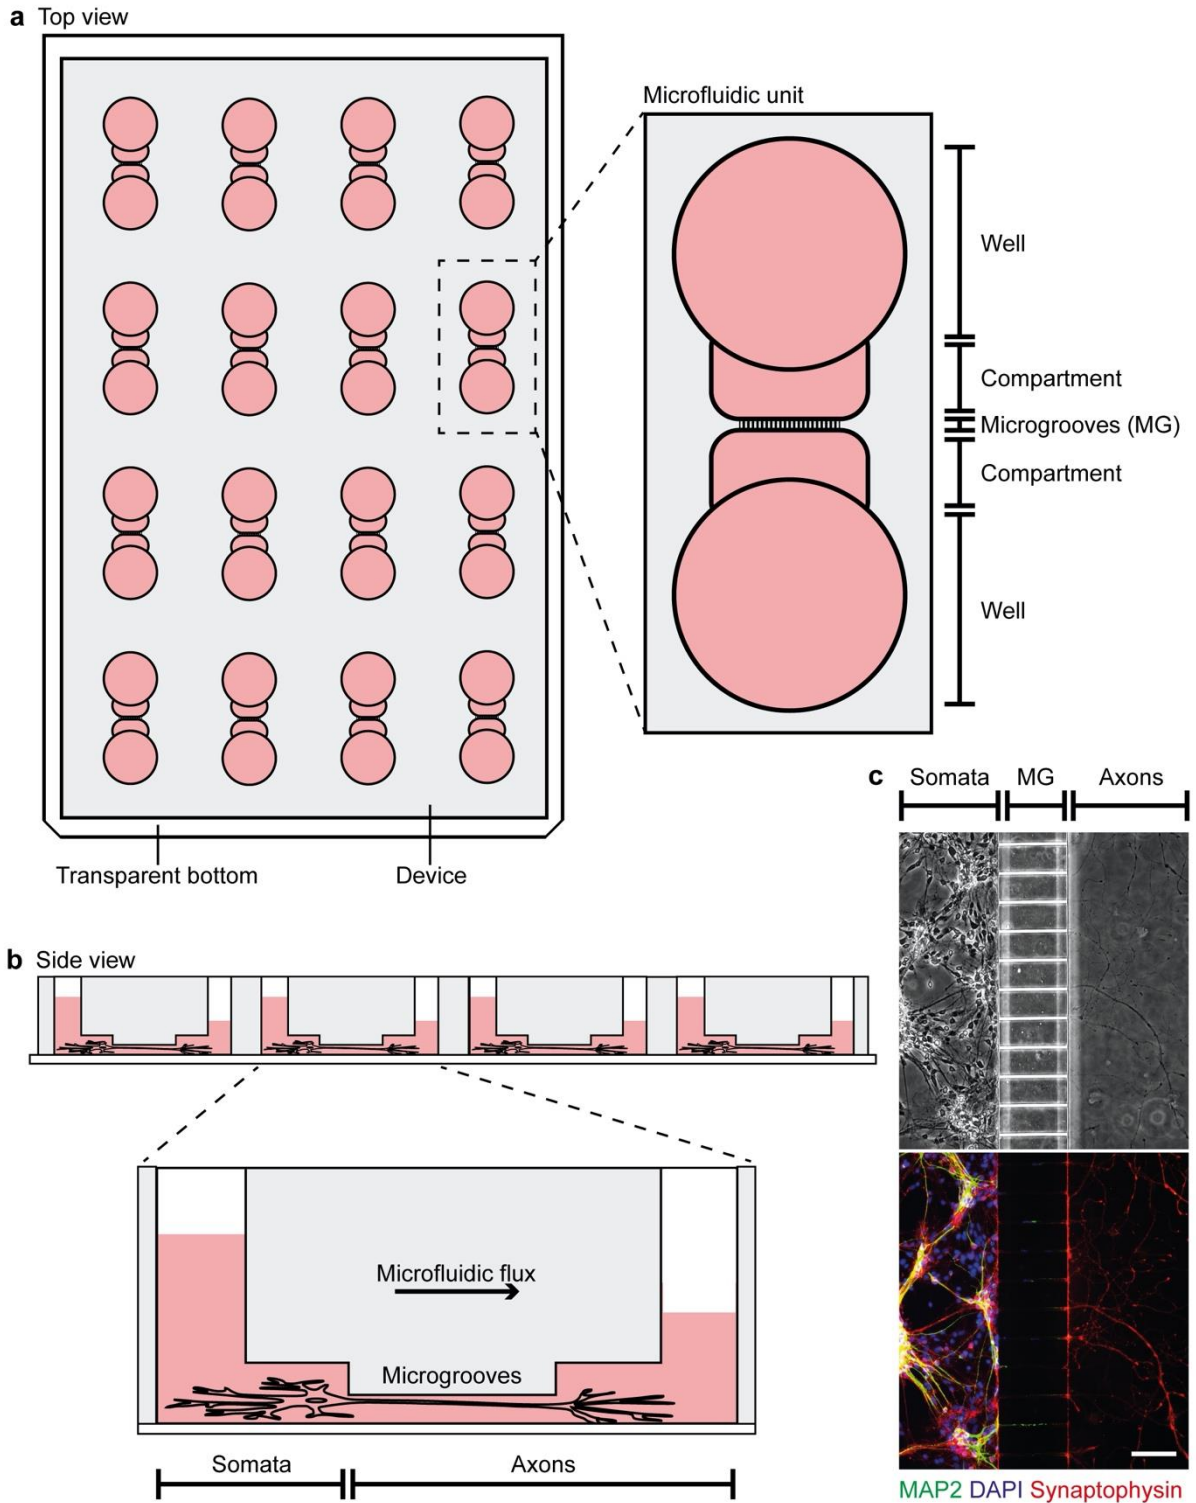 a Top view
Microfluidic unit
Well
Compartment
Microgrooves (MG)
Compartment
Well
Transparent bottom
Device
b Side view
Microfluidic flux
Microgrooves
Somata
Axons
c Somata MG Axons
MAP2 DAPI Synaptophysin